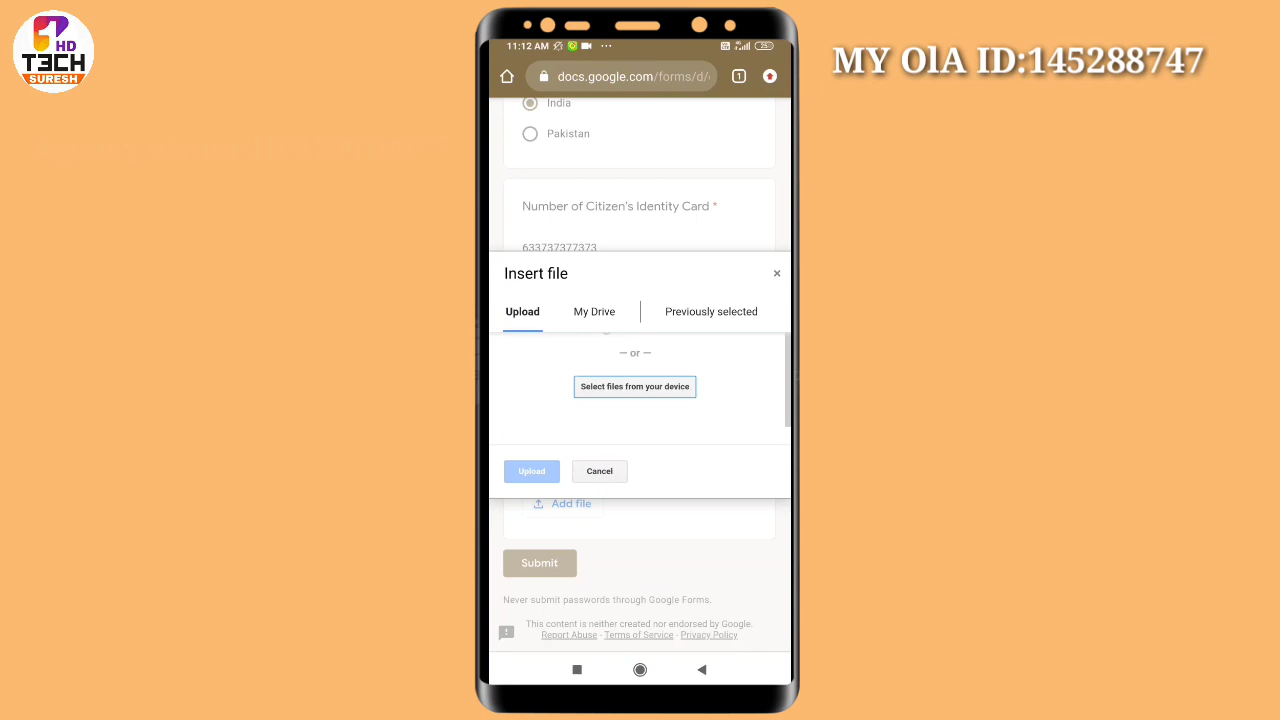 HD
TECH
SURESH
MY OlA ID:145288747
11:12 AM
25
docs.google.com/forms/d/
1
India
Pakistan
Number of Citizen's Identity Card *
633737377373
Insert file
×
Upload
My Drive
Previously selected
— or —
Select files from your device
Upload
Cancel
Add file
Submit
Never submit passwords through Google Forms.
This content is neither created nor endorsed by Google.
Report Abuse - Terms of Service - Privacy Policy